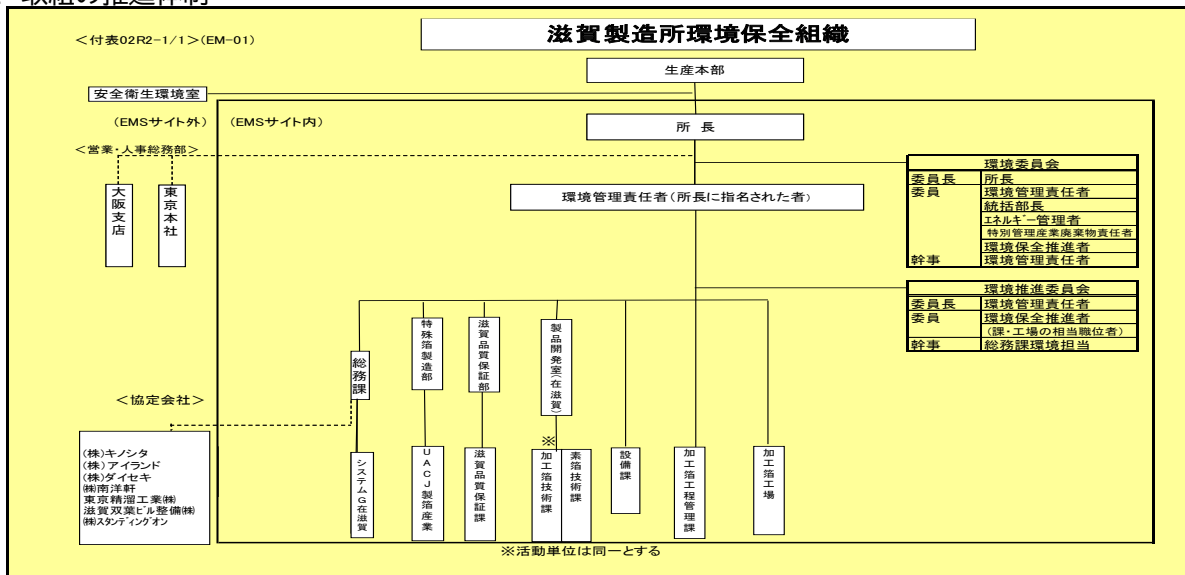 取組の推進体制
<付表02R2-1/1>(EM-01)
滋賀製造所環境保全組織
生産本部
安全衛生環境室
(EMSサイト外)
(EMSサイト内)
所 長
<営業・人事総務部>
大阪支店
東京本社
環境管理責任者(所長に指名された者)
環境委員会
委員長 所長
委員 環境管理責任者
統括部長
エネルギー管理者
特別管理産業廃棄物責任者
環境保全推進者
幹事 環境管理責任者
環境推進委員会
委員長 環境管理責任者
委員 環境保全推進者
(課・工場の相当職位者)
幹事 総務課環境担当
総務課
特殊箔製造部
滋賀品質保証部
製品開発室(在滋賀)
<協定会社>
(株)キノシタ
(株)アイランド
(株)ダイセキ
㈱南洋軒
東京精溜工業㈱
滋賀双葉ビル整備㈱
㈱スタンディングオン
システムG在滋賀
UACJ製箔産業
滋賀品質保証課
※
加工箔技術課
素箔技術課
設備課
加工箔工程管理課
加工箔工場
※活動単位は同一とする